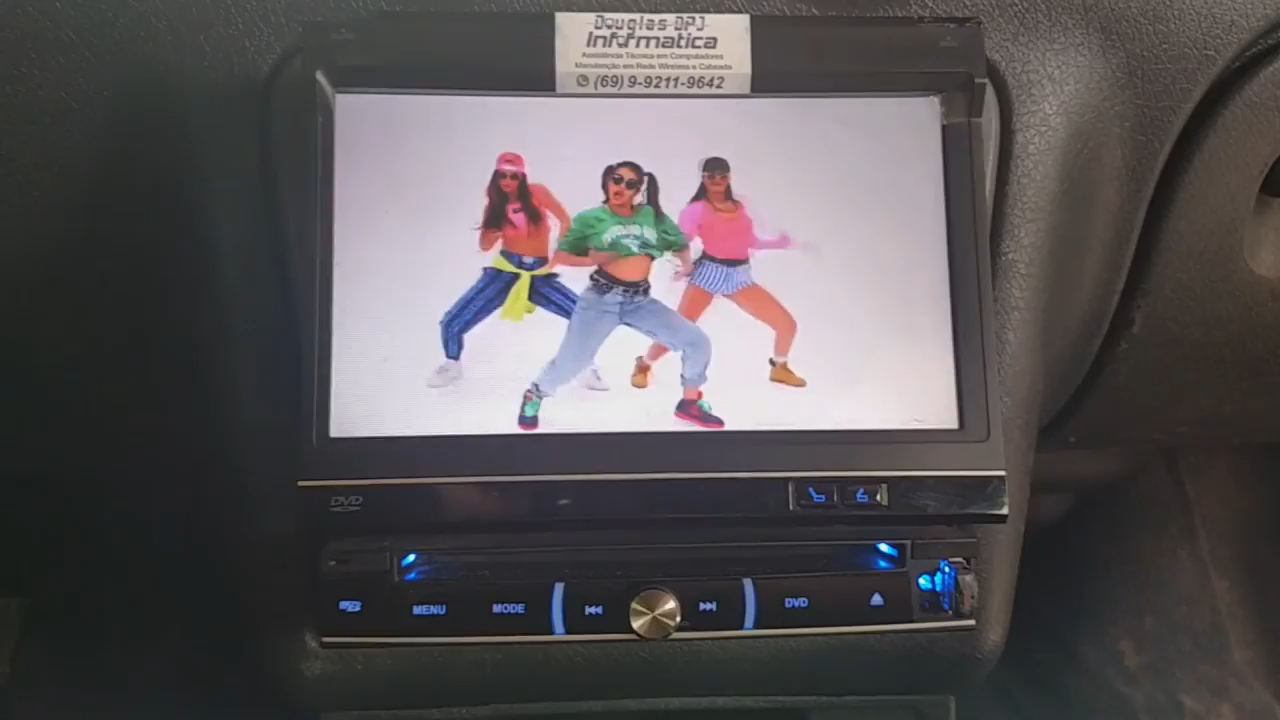 Douglas DPJ
Informatica
Assistência Técnica em Computadores
Manutenção em Rede Wireless e Cabeada
(69) 9-9211-9642
DVD
MENU
MODE
DVD